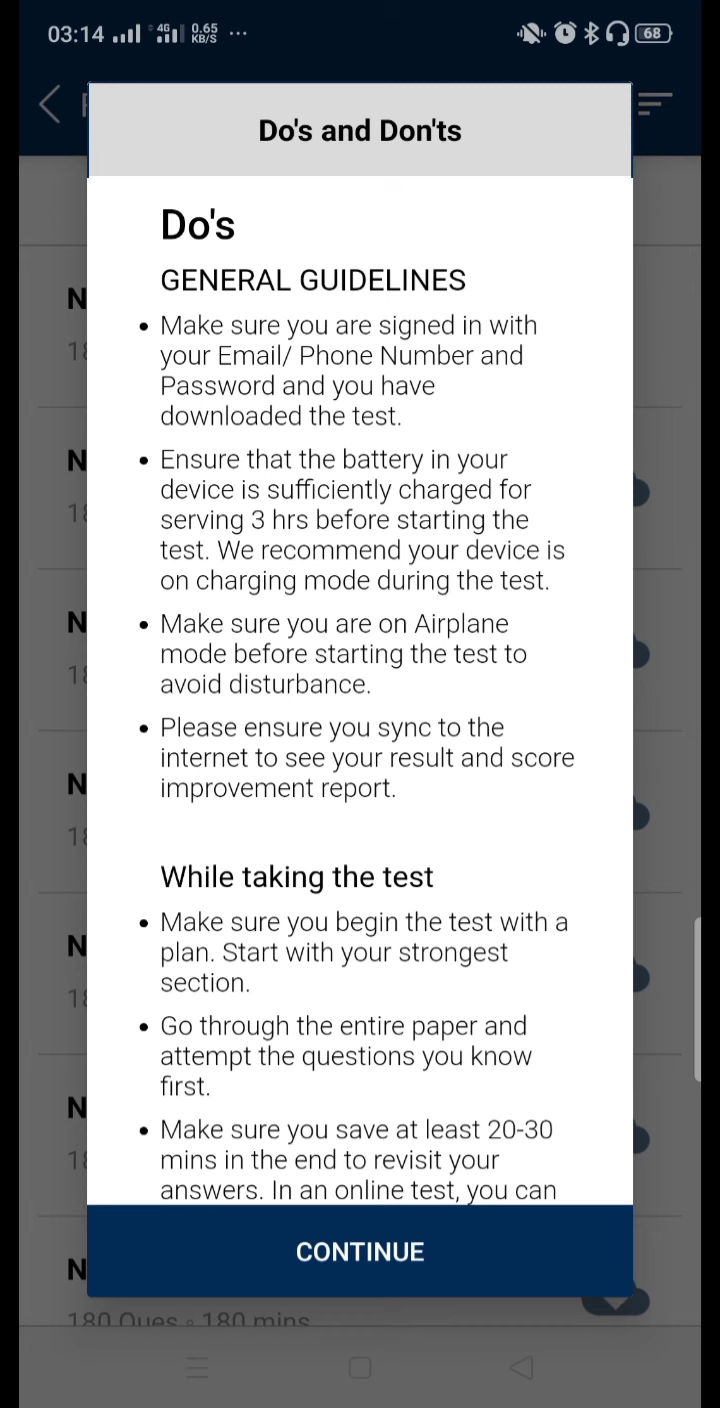 03:14 4G 0.65 KB/S ... 68
Do's and Don'ts
Do's
GENERAL GUIDELINES
• Make sure you are signed in with
your Email/ Phone Number and
Password and you have
downloaded the test.
• Ensure that the battery in your
device is sufficiently charged for
serving 3 hrs before starting the
test. We recommend your device is
on charging mode during the test.
• Make sure you are on Airplane
mode before starting the test to
avoid disturbance.
• Please ensure you sync to the
internet to see your result and score
improvement report.
While taking the test
• Make sure you begin the test with a
plan. Start with your strongest
section.
• Go through the entire paper and
attempt the questions you know
first.
• Make sure you save at least 20-30
mins in the end to revisit your
answers. In an online test, you can
CONTINUE
180 Ques 180 mins